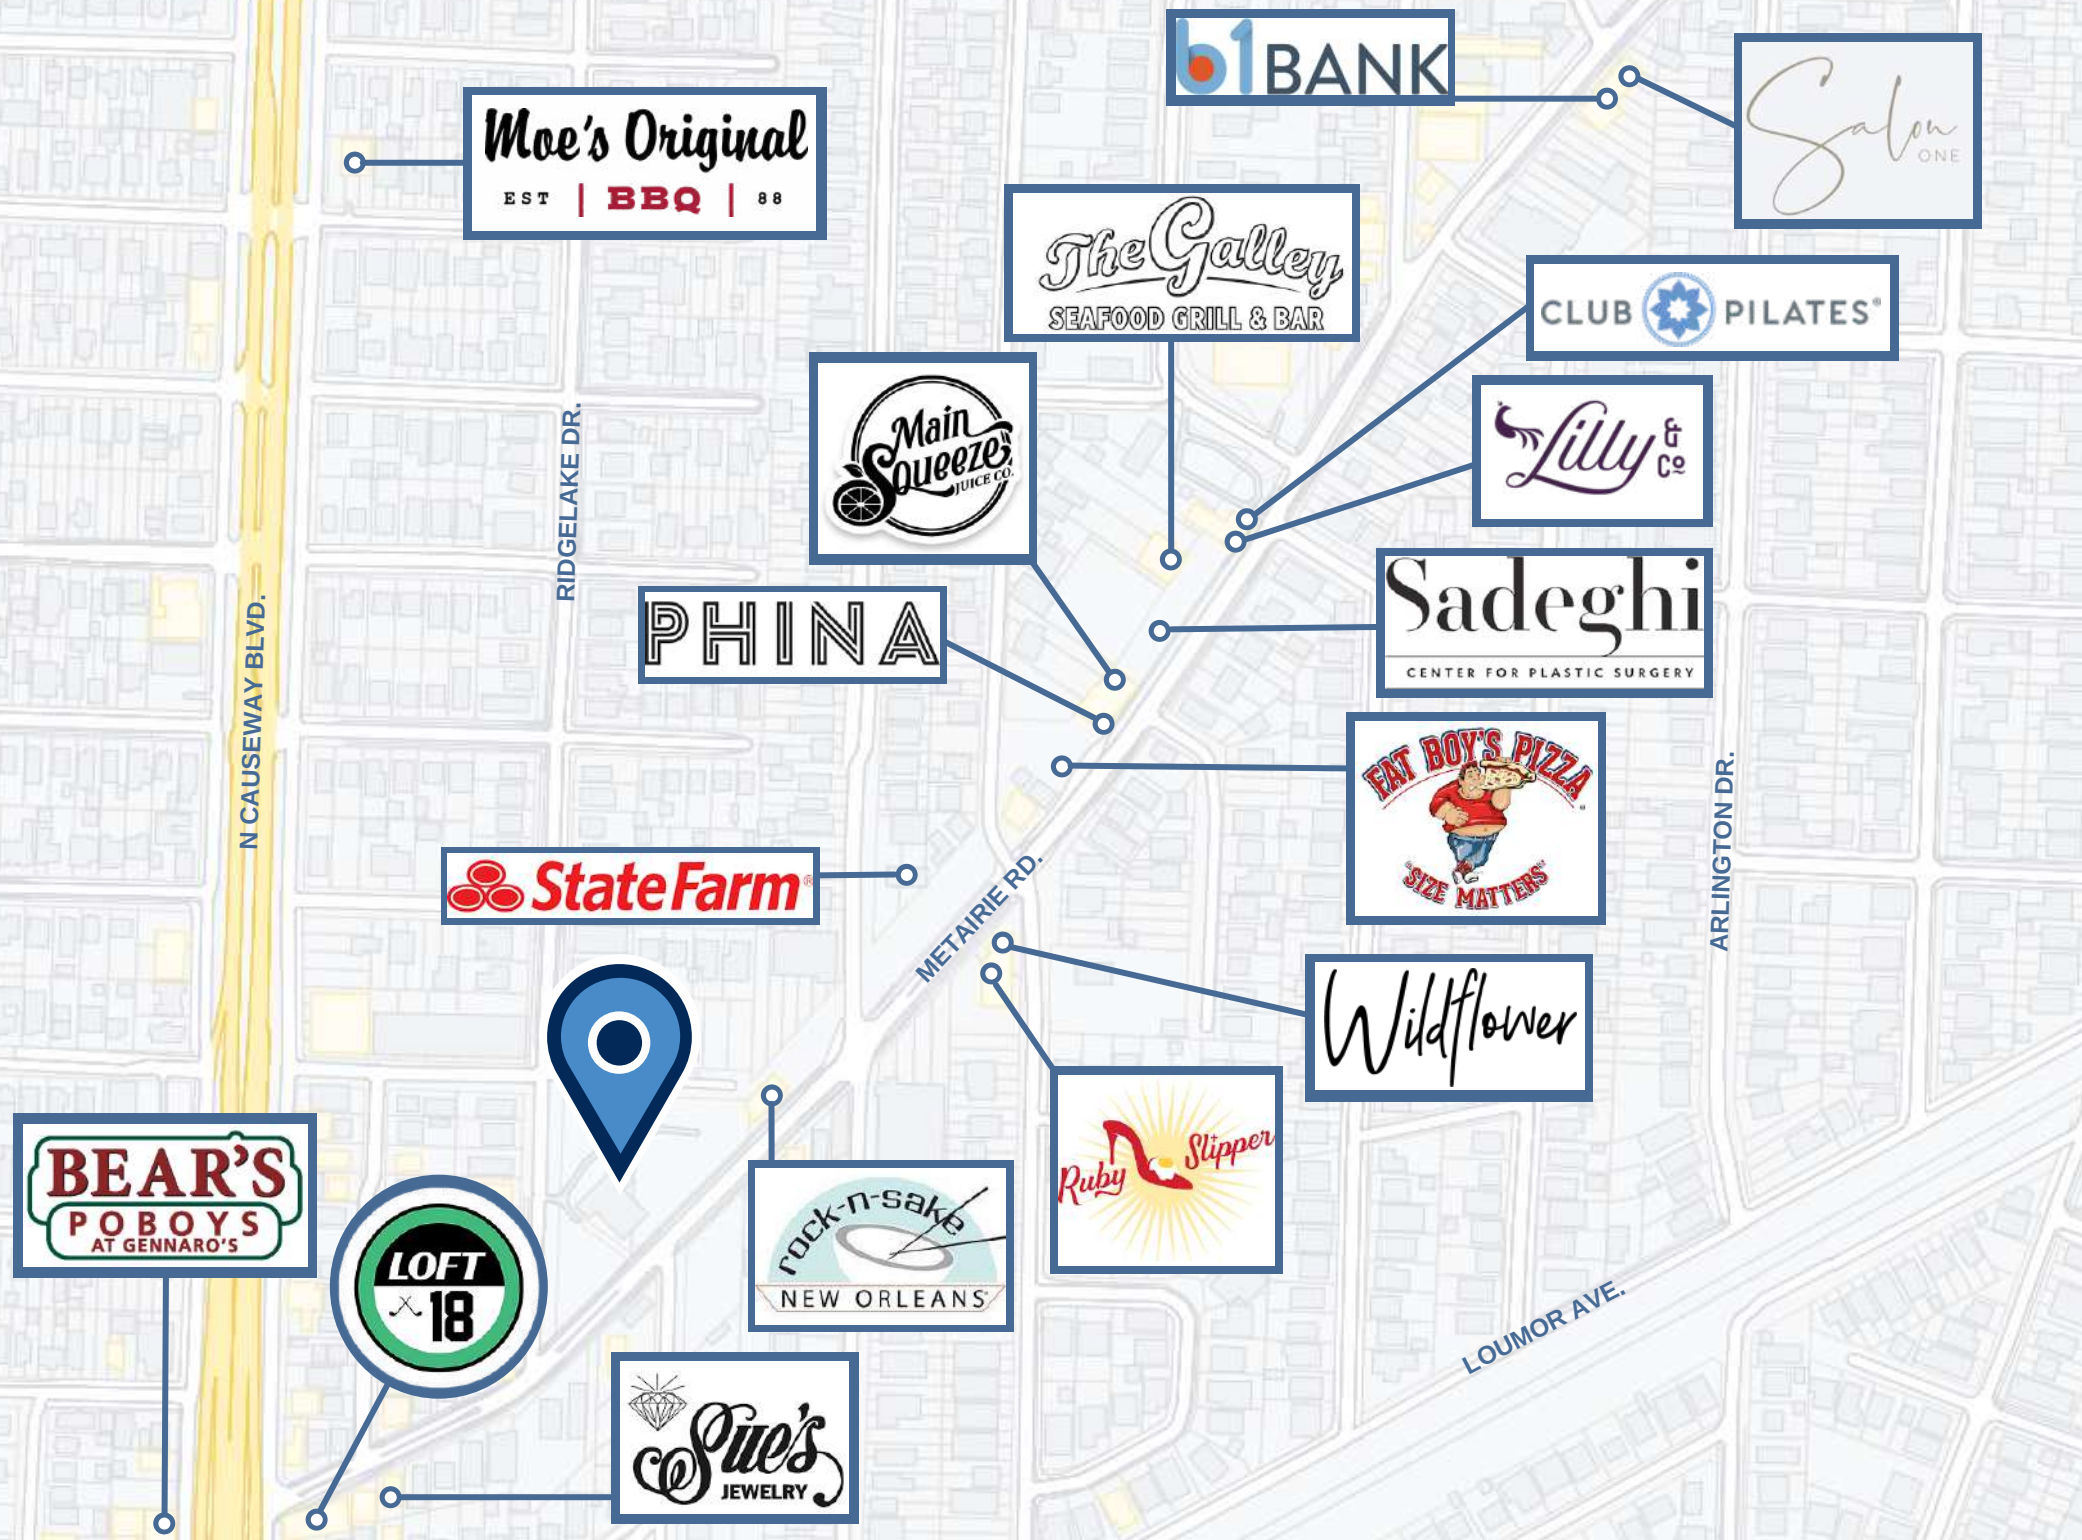 b1BANK
Salon
ONE
Moe's Original
EST | BBQ | 88
The Galley
SEAFOOD GRILL & BAR
CLUB PILATES®
Main
Squeeze
JUICE CO.
Lilly & Co
RIDGELAKE DR.
PHINA
Sadeghi
CENTER FOR PLASTIC SURGERY
N CAUSEWAY BLVD.
FAT BOY'S PIZZA
"SIZE MATTERS"
ARLINGTON DR.
State Farm®
METAIRIE RD.
Wildflower
Ruby Slipper
BEAR'S
POBOYS
AT GENNARO'S
LOFT
18
rock-n-sake
NEW ORLEANS
LOUMOR AVE.
Sue's
JEWELRY